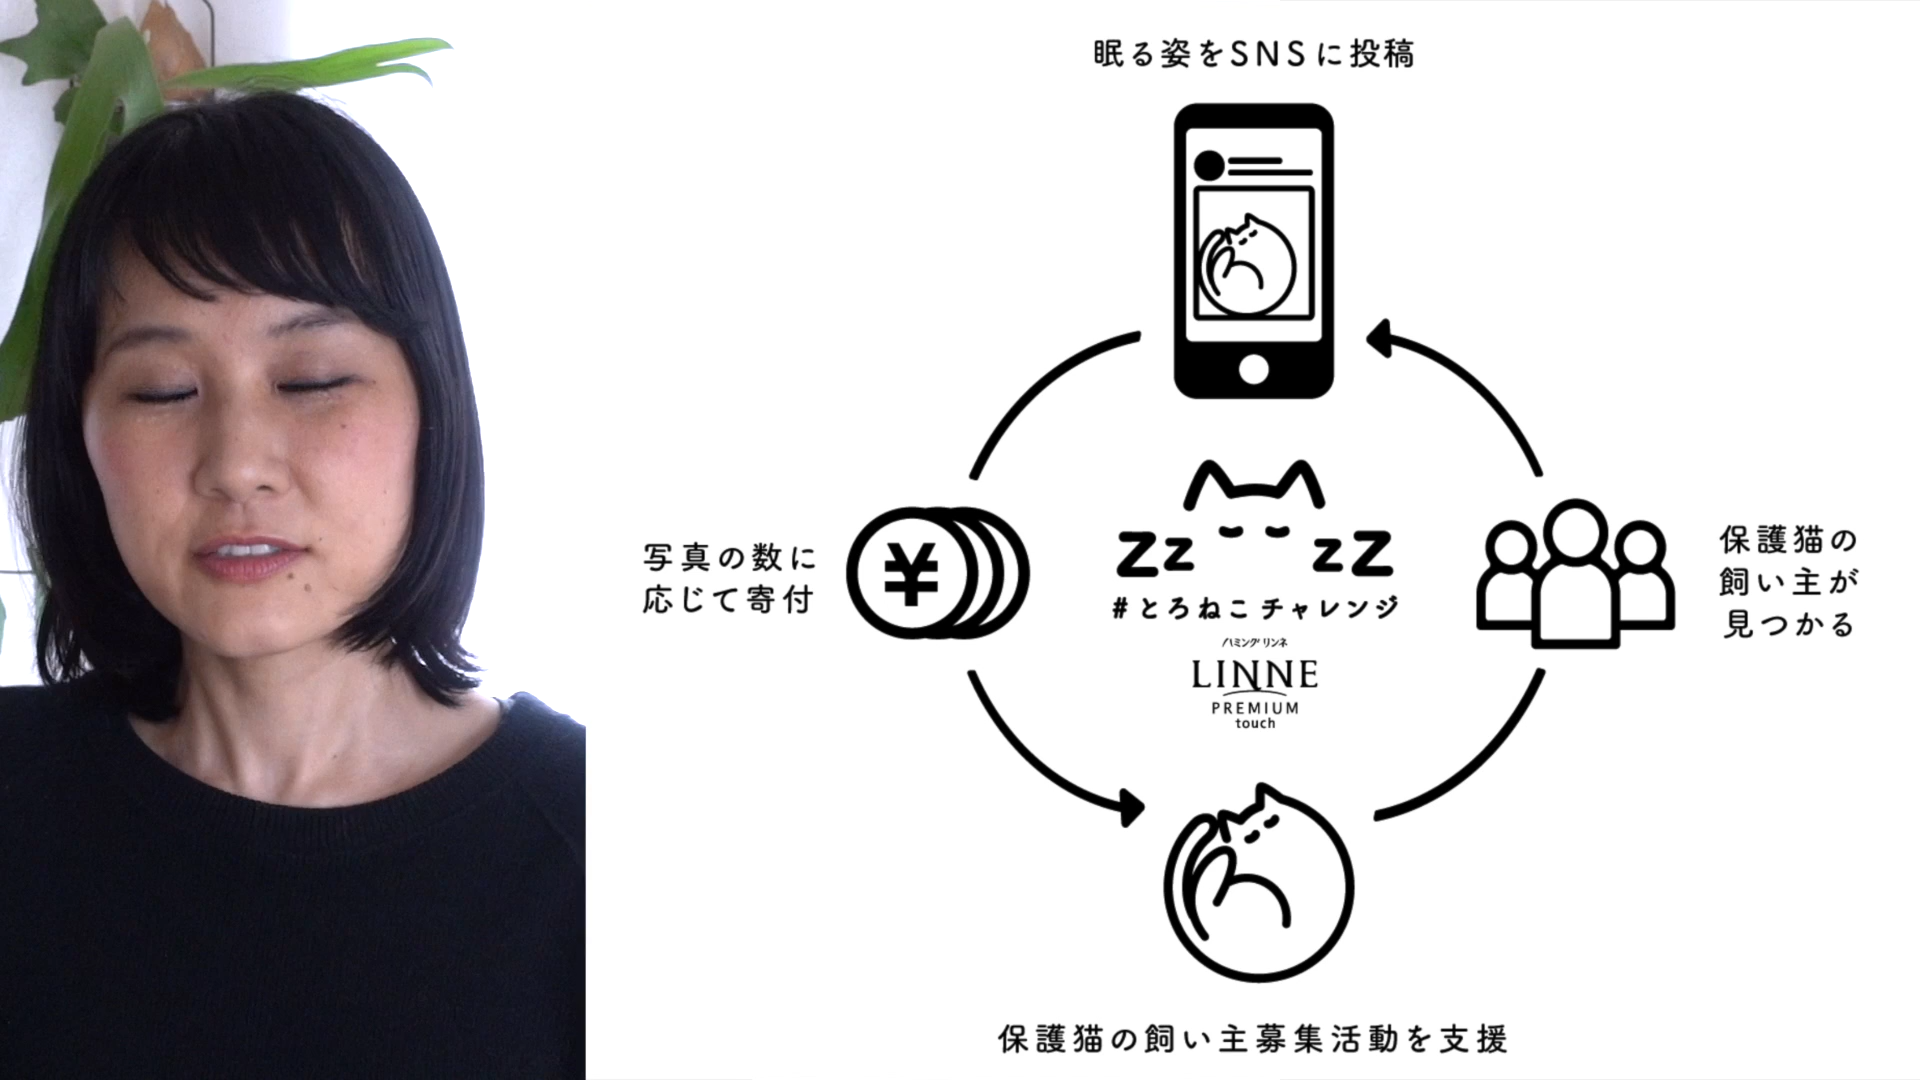 眠る姿をSNSに投稿
写真の数に
応じて寄付
¥
zz zz
#とろねこチャレンジ
ハミング リンネ
LINNE
PREMIUM
touch
保護猫の
飼い主が
見つかる
保護猫の飼い主募集活動を支援